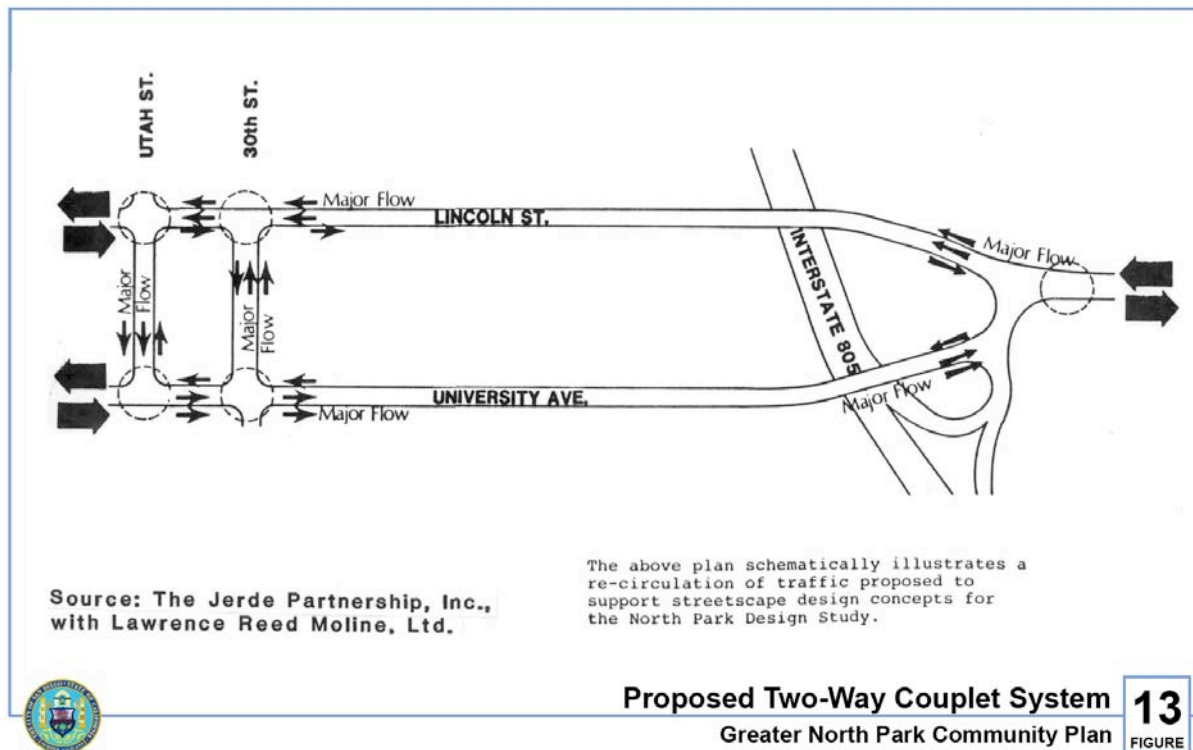 UTAH ST.
30th ST.
Major Flow
LINCOLN ST.
Major Flow
Major
Flow
Major
Flow
INTERSTATE 805
UNIVERSITY AVE.
Major Flow
Major Flow
The above plan schematically illustrates a
re-circulation of traffic proposed to
support streetscape design concepts for
the North Park Design Study.
Source: The Jerde Partnership, Inc.,
with Lawrence Reed Moline, Ltd.
Proposed Two-Way Couplet System
Greater North Park Community Plan
13
FIGURE